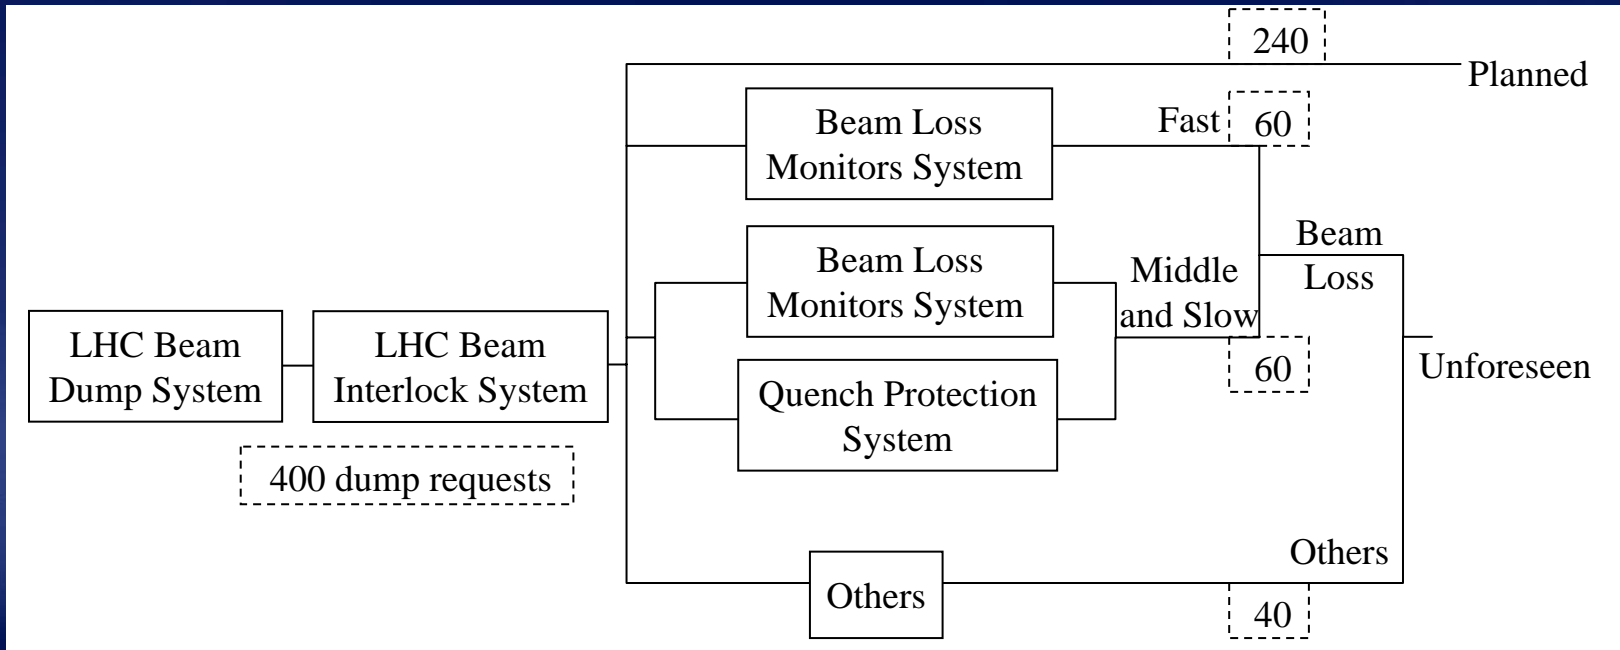 240
Planned
Fast
60
Beam Loss
Monitors System
Beam Loss
Monitors System
Middle
and Slow
60
Beam
Loss
Unforeseen
LHC Beam
Dump System
LHC Beam
Interlock System
400 dump requests
Quench Protection
System
Others
Others
40